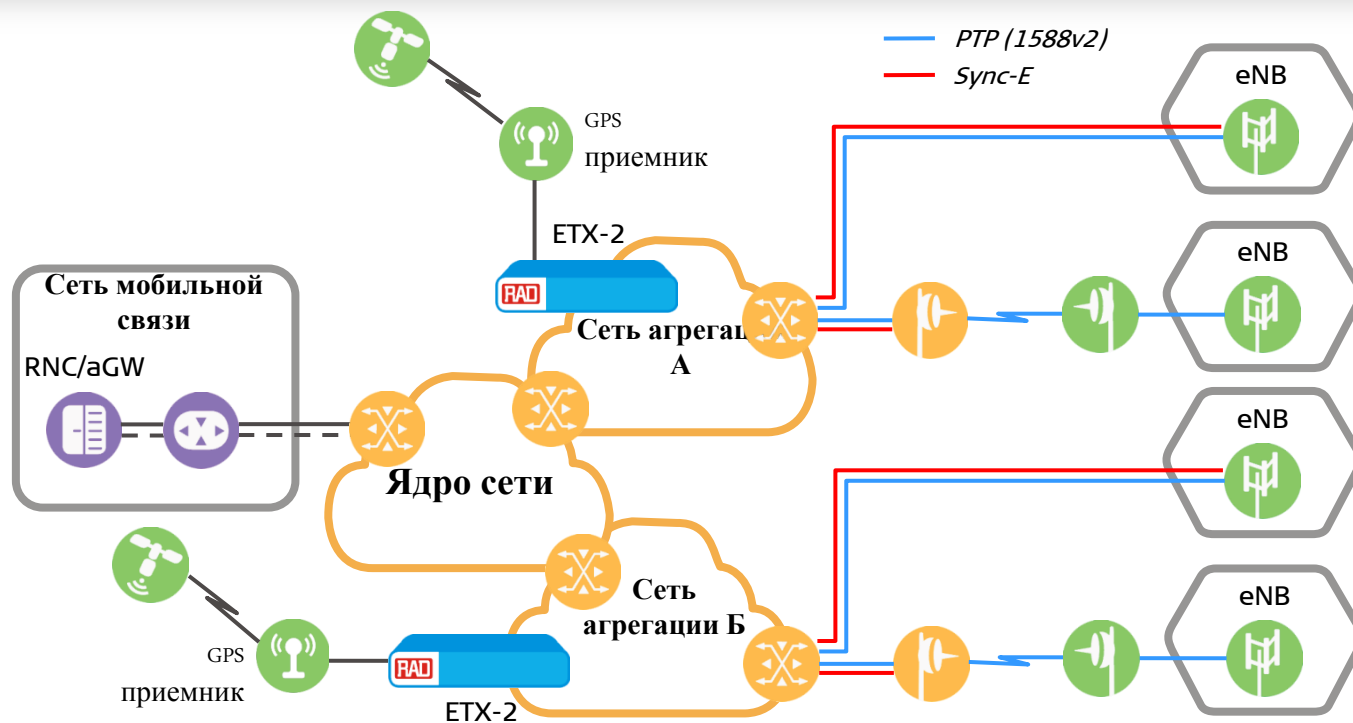 PTP (1588v2)
Sync-E
eNB
GPS
приемник
ETX-2
RAD
eNB
Сеть мобильной
связи
Сеть агрегац
А
RNC/aGW
eNB
Ядро сети
Сеть
агрегации Б
eNB
GPS
приемник
RAD
ETX-2